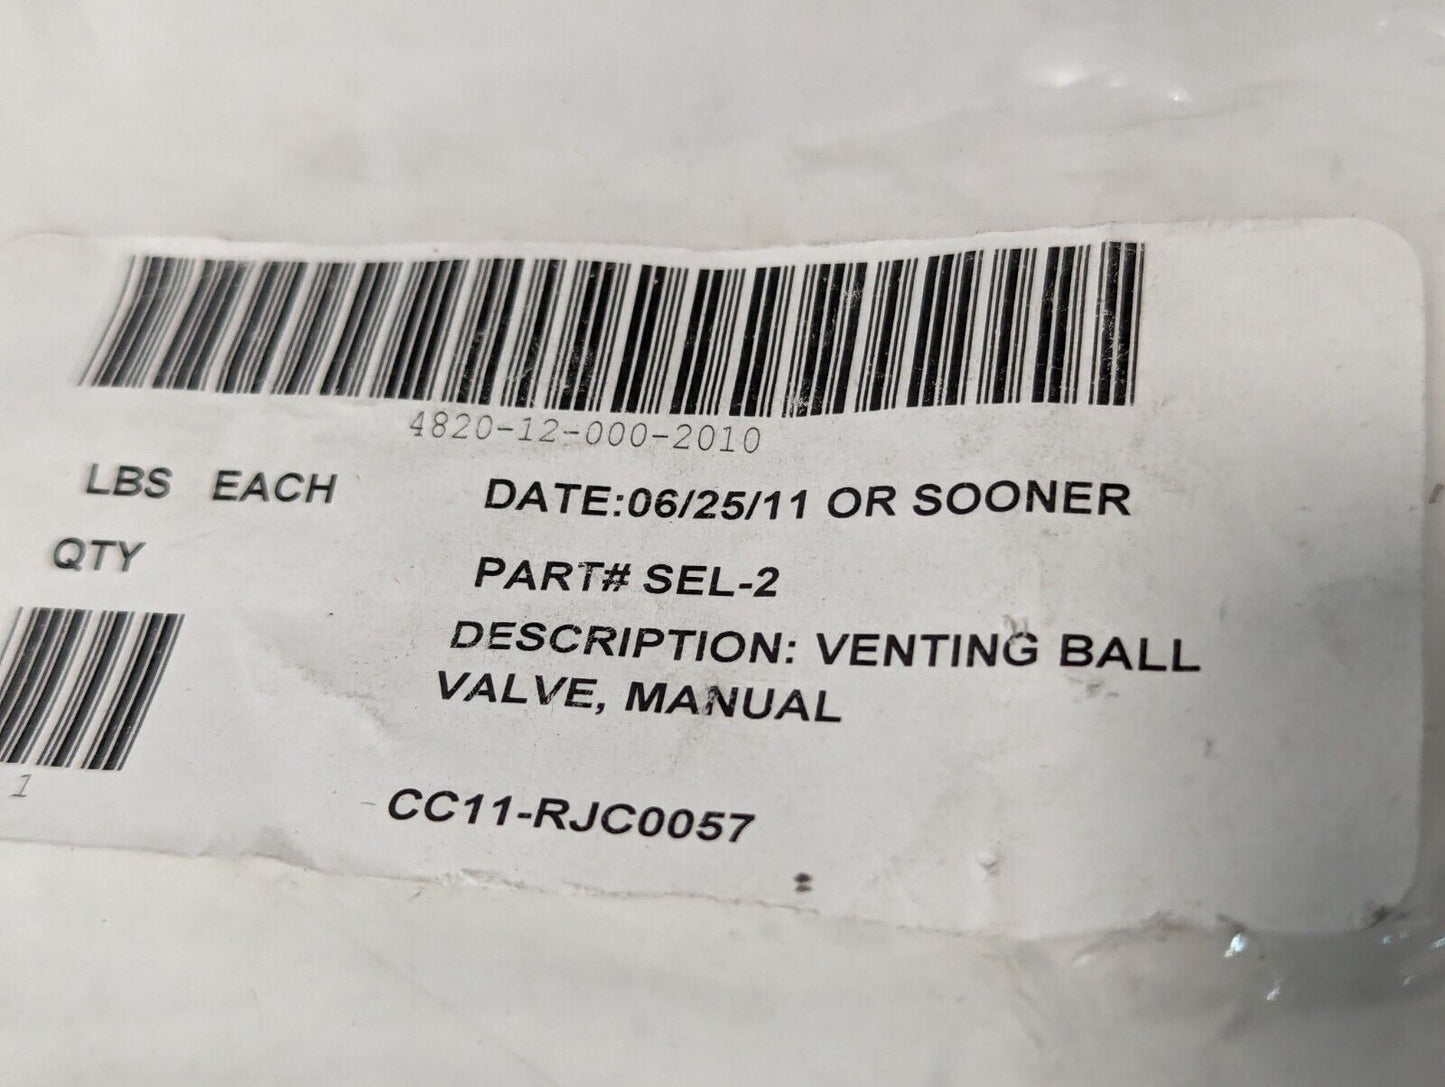 4820-12-000-2010
LBS EACH
DATE:06/25/11 OR SOONER
QTY
PART# SEL-2
DESCRIPTION: VENTING BALL
VALVE, MANUAL
1
CC11-RJC0057